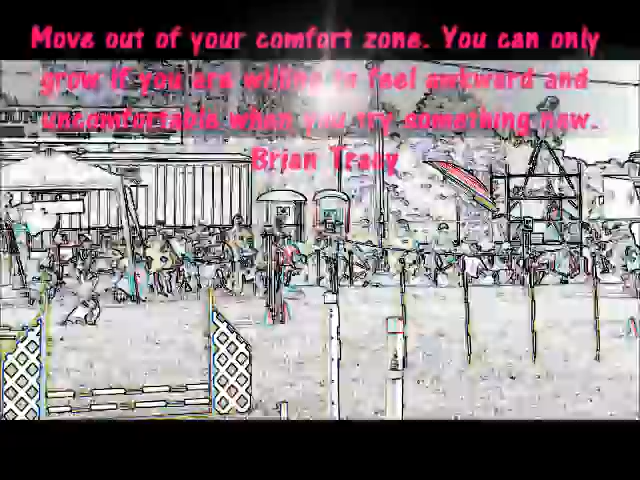 Move out of your comfort zone. You can only
grow if you are willing to feel awkward and
uncomfortable when you try something new.
Brian Tracy